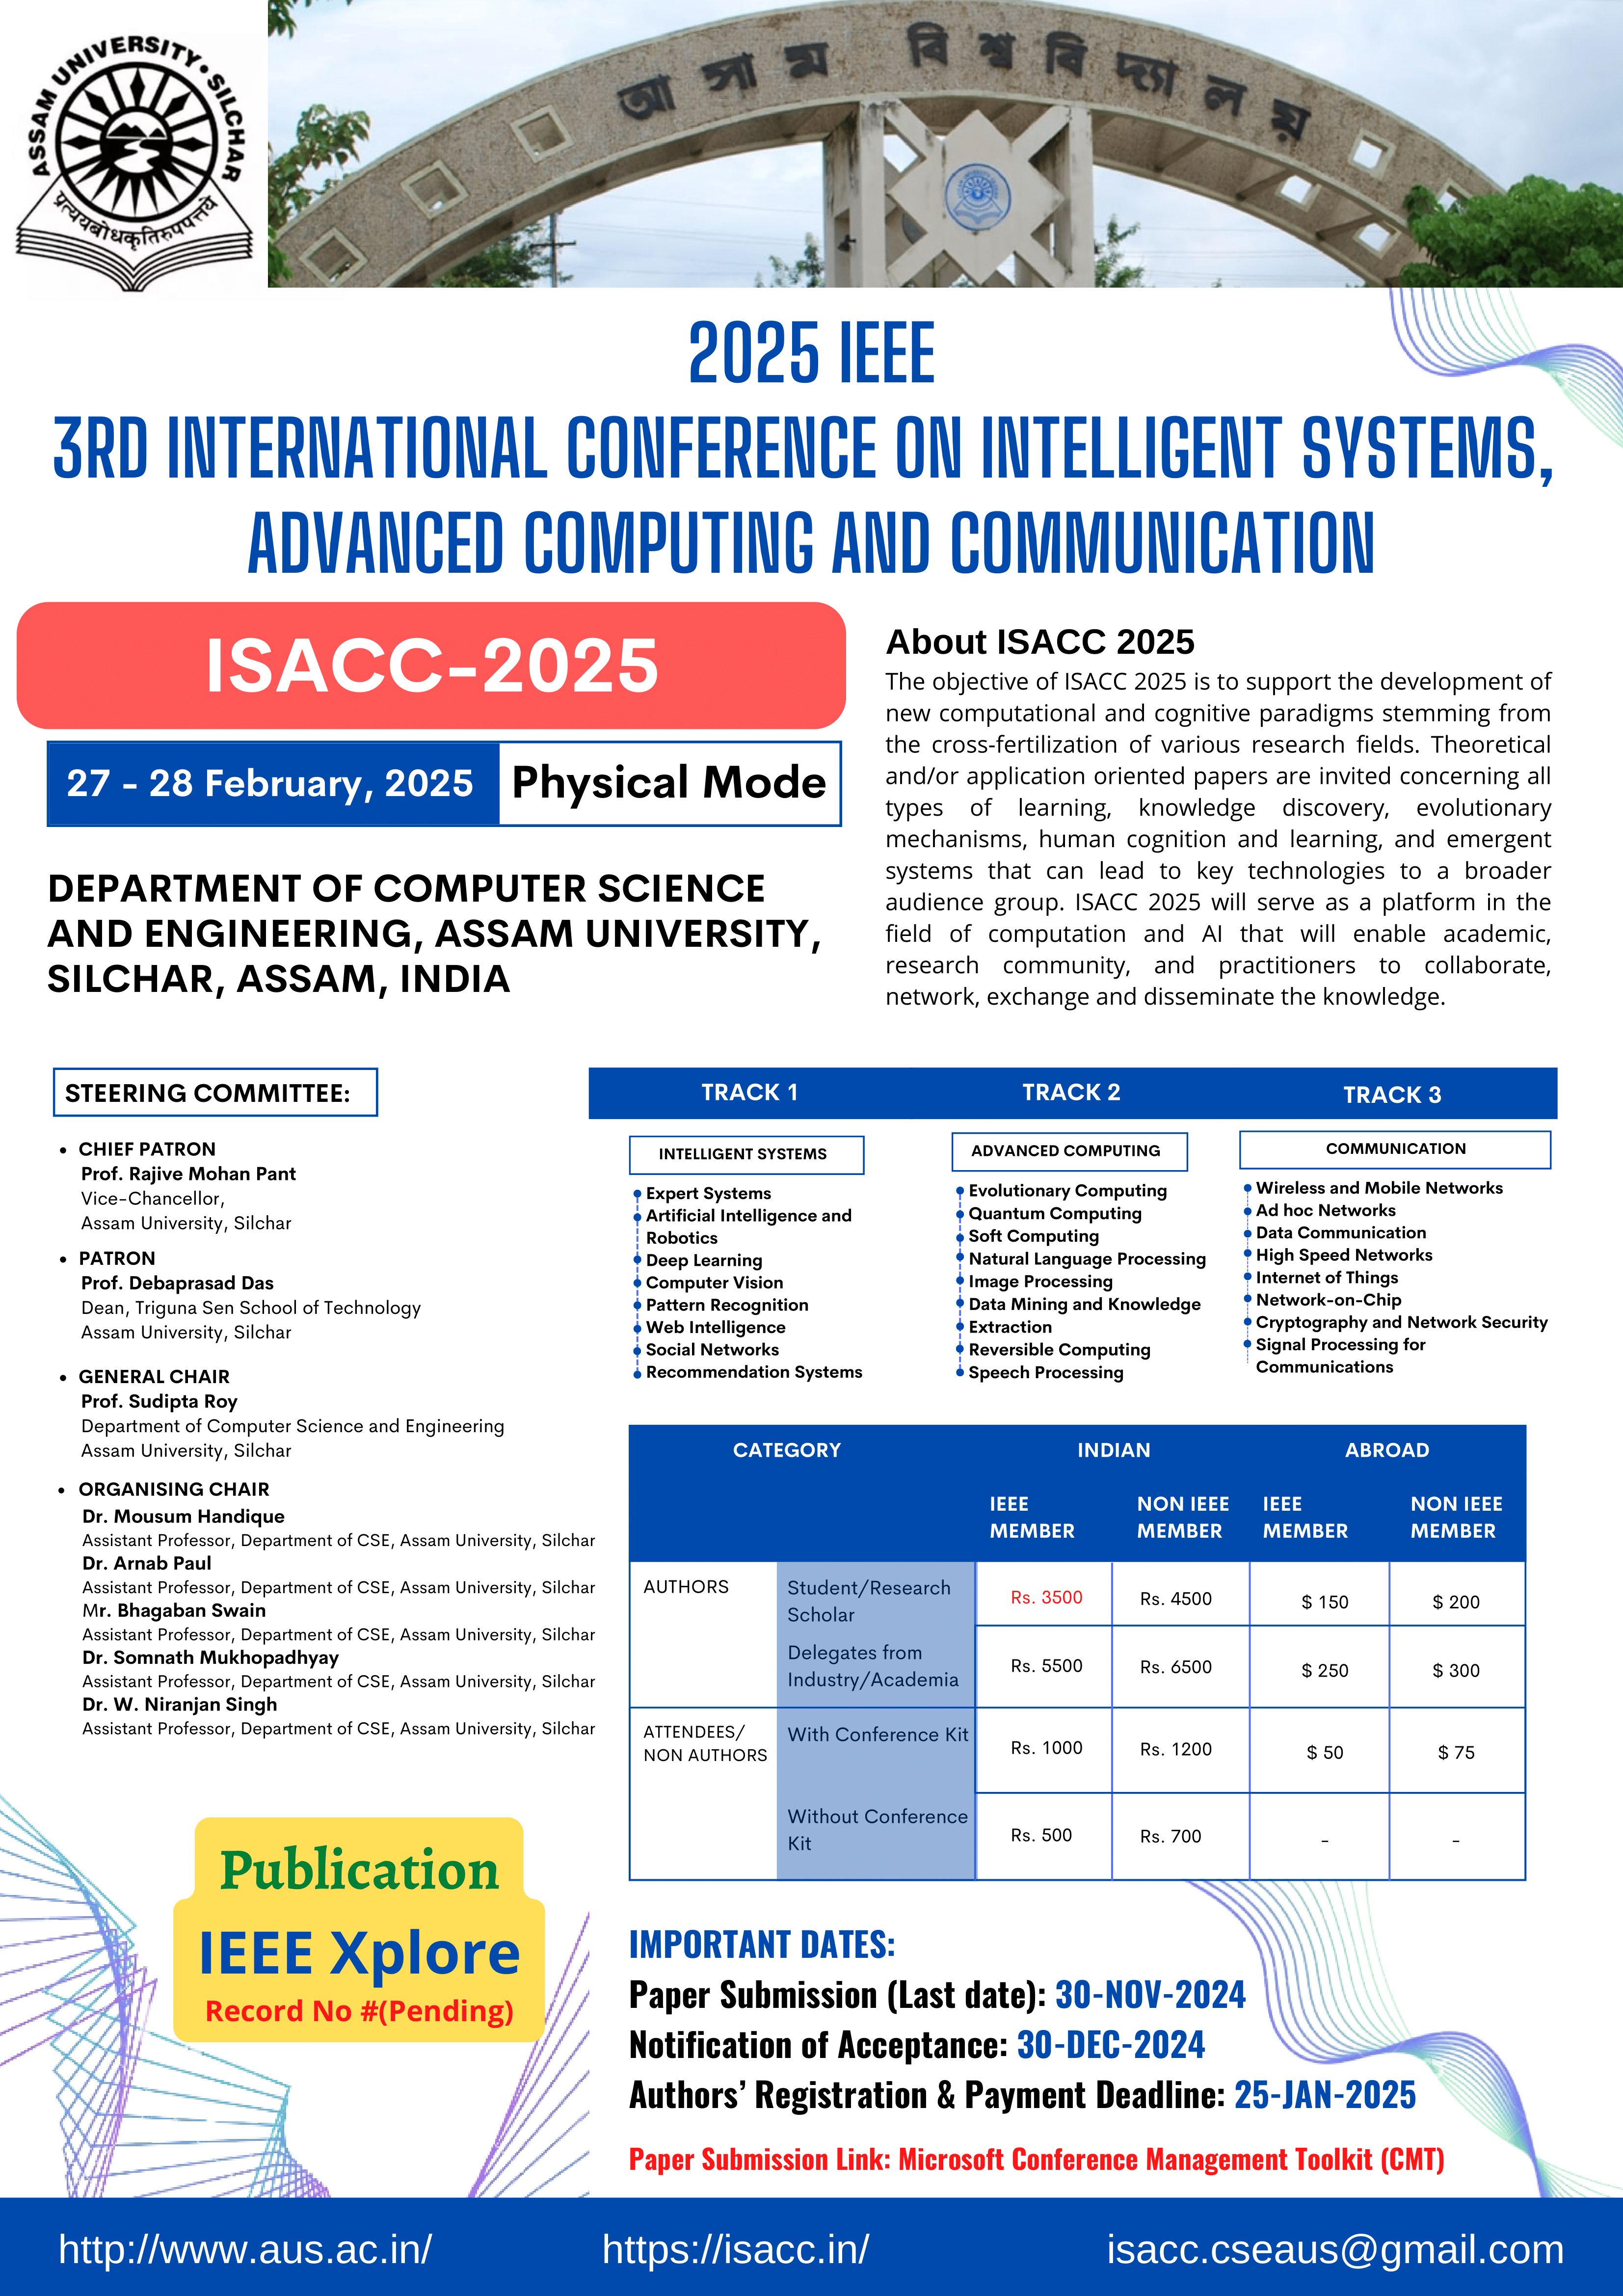 ASSAM UNIVERSITY • SILCHAR
प्रत्ययबोधकृतिरुपपत्तये
আসাম বিশ্ববিদ্যালয়
2025 IEEE
3RD INTERNATIONAL CONFERENCE ON INTELLIGENT SYSTEMS,
ADVANCED COMPUTING AND COMMUNICATION
ISACC-2025
27 - 28 February, 2025 Physical Mode
DEPARTMENT OF COMPUTER SCIENCE
AND ENGINEERING, ASSAM UNIVERSITY,
SILCHAR, ASSAM, INDIA
About ISACC 2025
The objective of ISACC 2025 is to support the development of
new computational and cognitive paradigms stemming from
the cross-fertilization of various research fields. Theoretical
and/or application oriented papers are invited concerning all
types of learning, knowledge discovery, evolutionary
mechanisms, human cognition and learning, and emergent
systems that can lead to key technologies to a broader
audience group. ISACC 2025 will serve as a platform in the
field of computation and AI that will enable academic,
research community, and practitioners to collaborate,
network, exchange and disseminate the knowledge.
STEERING COMMITTEE:
• CHIEF PATRON
Prof. Rajive Mohan Pant
Vice-Chancellor,
Assam University, Silchar
• PATRON
Prof. Debaprasad Das
Dean, Triguna Sen School of Technology
Assam University, Silchar
• GENERAL CHAIR
Prof. Sudipta Roy
Department of Computer Science and Engineering
Assam University, Silchar
• ORGANISING CHAIR
Dr. Mousum Handique
Assistant Professor, Department of CSE, Assam University, Silchar
Dr. Arnab Paul
Assistant Professor, Department of CSE, Assam University, Silchar
Mr. Bhagaban Swain
Assistant Professor, Department of CSE, Assam University, Silchar
Dr. Somnath Mukhopadhyay
Assistant Professor, Department of CSE, Assam University, Silchar
Dr. W. Niranjan Singh
Assistant Professor, Department of CSE, Assam University, Silchar
TRACK 1
INTELLIGENT SYSTEMS
Expert Systems
Artificial Intelligence and
Robotics
Deep Learning
Computer Vision
Pattern Recognition
Web Intelligence
Social Networks
Recommendation Systems
TRACK 2
ADVANCED COMPUTING
Evolutionary Computing
Quantum Computing
Soft Computing
Natural Language Processing
Image Processing
Data Mining and Knowledge
Extraction
Reversible Computing
Speech Processing
TRACK 3
COMMUNICATION
Wireless and Mobile Networks
Ad hoc Networks
Data Communication
High Speed Networks
Internet of Things
Network-on-Chip
Cryptography and Network Security
Signal Processing for
Communications
CATEGORY INDIAN ABROAD
IEEE MEMBER NON IEEE MEMBER IEEE MEMBER NON IEEE MEMBER
AUTHORS Student/Research Scholar Rs. 3500 Rs. 4500 $ 150 $ 200
Delegates from Industry/Academia Rs. 5500 Rs. 6500 $ 250 $ 300
ATTENDEES/ NON AUTHORS With Conference Kit Rs. 1000 Rs. 1200 $ 50 $ 75
Without Conference Kit Rs. 500 Rs. 700 - -
Publication
IEEE Xplore
Record No #(Pending)
IMPORTANT DATES:
Paper Submission (Last date): 30-NOV-2024
Notification of Acceptance: 30-DEC-2024
Authors’ Registration & Payment Deadline: 25-JAN-2025
Paper Submission Link: Microsoft Conference Management Toolkit (CMT)
http://www.aus.ac.in/ https://isacc.in/ isacc.cseaus@gmail.com